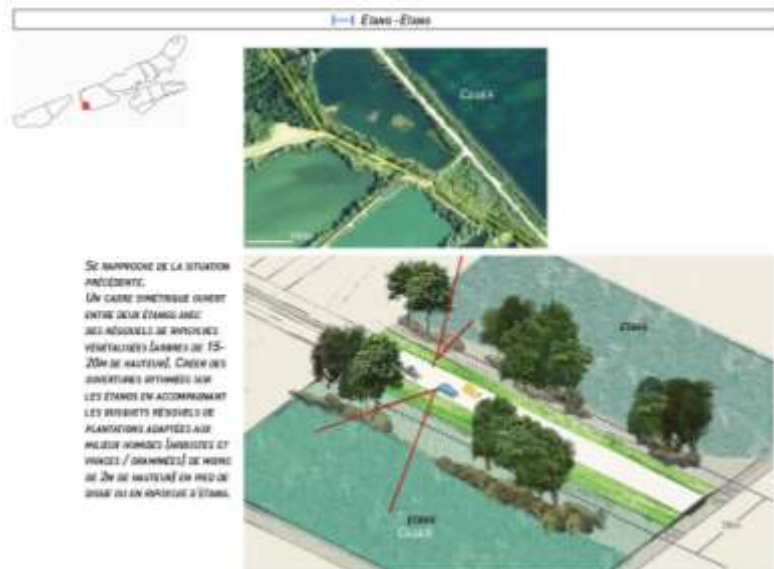 ETANG - ETANG
SE RAPPROCHE DE LA SITUATION
PRÉCÉDENTE.
UN CADRE SYMÉTRIQUE OUVERT
ENTRE DEUX ÉTANGS AVEC
DES RÉSIDUELS DE RIPISYLVES
VÉGÉTALISÉES (ARBRES DE 15-
20M DE HAUTEUR). CRÉER DES
OUVERTURES RYTHMÉES SUR
LES ÉTANGS EN ACCOMPAGNANT
LES BOSQUETS RÉSIDUELS DE
PLANTATIONS ADAPTÉES AUX
MILIEUX HUMIDES (ARBUSTES ET
VIVACES / GRAMINÉES) DE MOINS
DE 2M DE HAUTEUR) EN PIED DE
DIGUE OU EN RIPISYLVE D'ÉTANG.
ETANG
ETANG